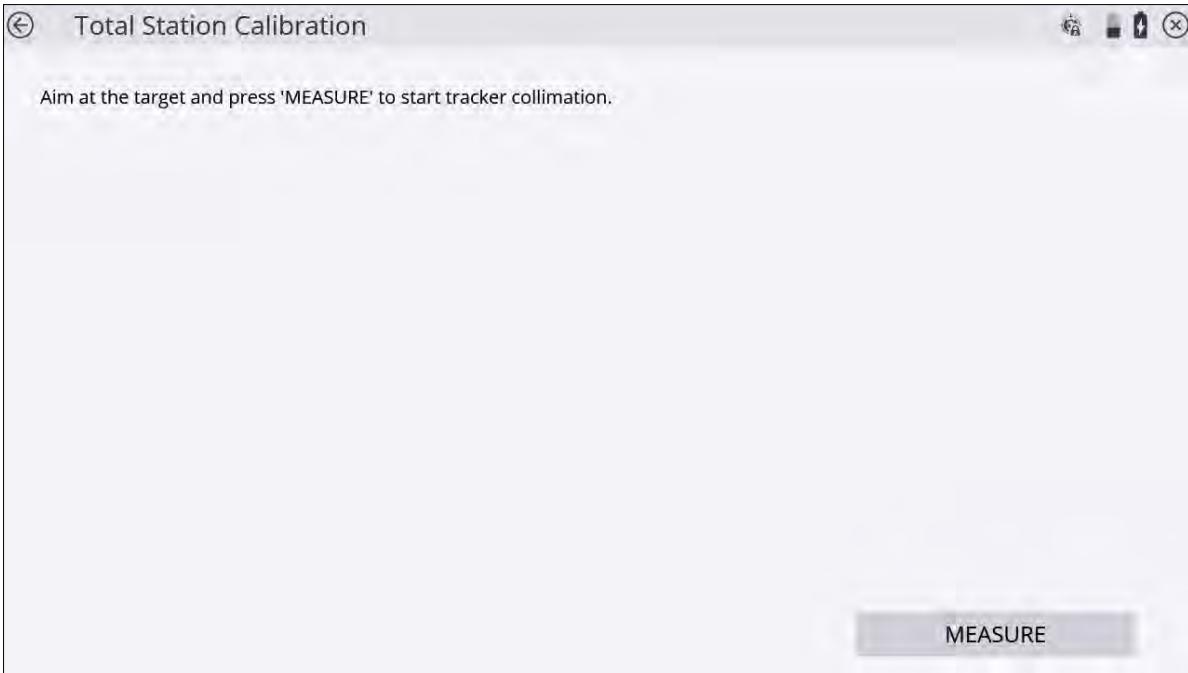 Total Station Calibration
Aim at the target and press 'MEASURE' to start tracker collimation.
MEASURE